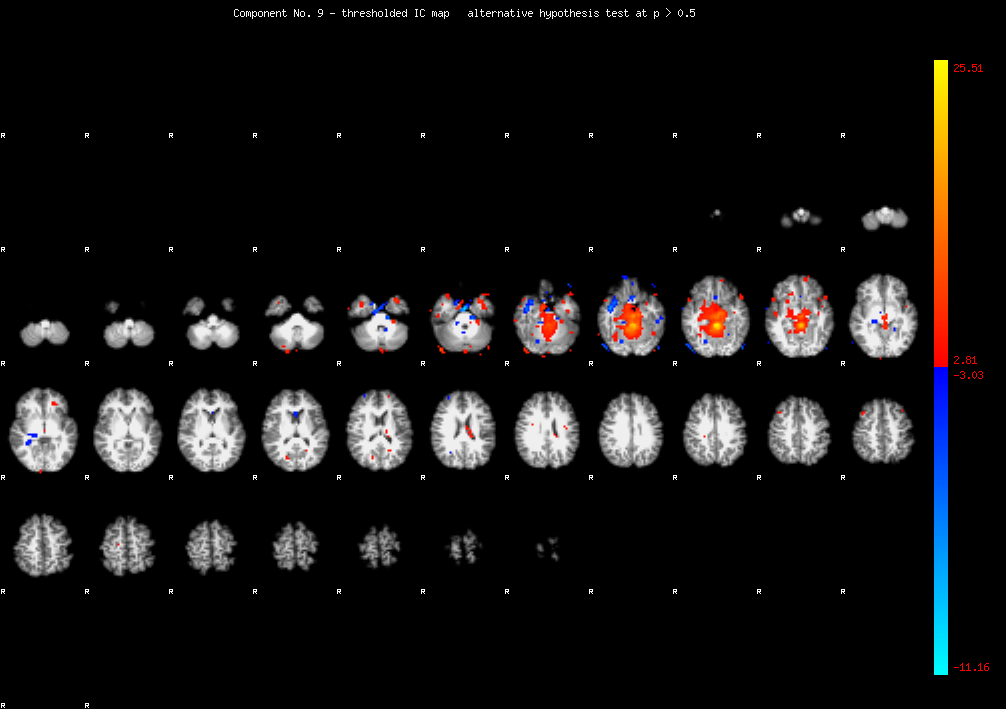 Component No. 9 - thresholded IC map   alternative hypothesis test at p > 0.5
25.51
R R R R R R R R R R R
R R R R R R R R R R R
R R R R R R R R R R R
2.81
-3.03
R R R R R R R R R R R
R R R R R R R R R R R
-11.16
R R